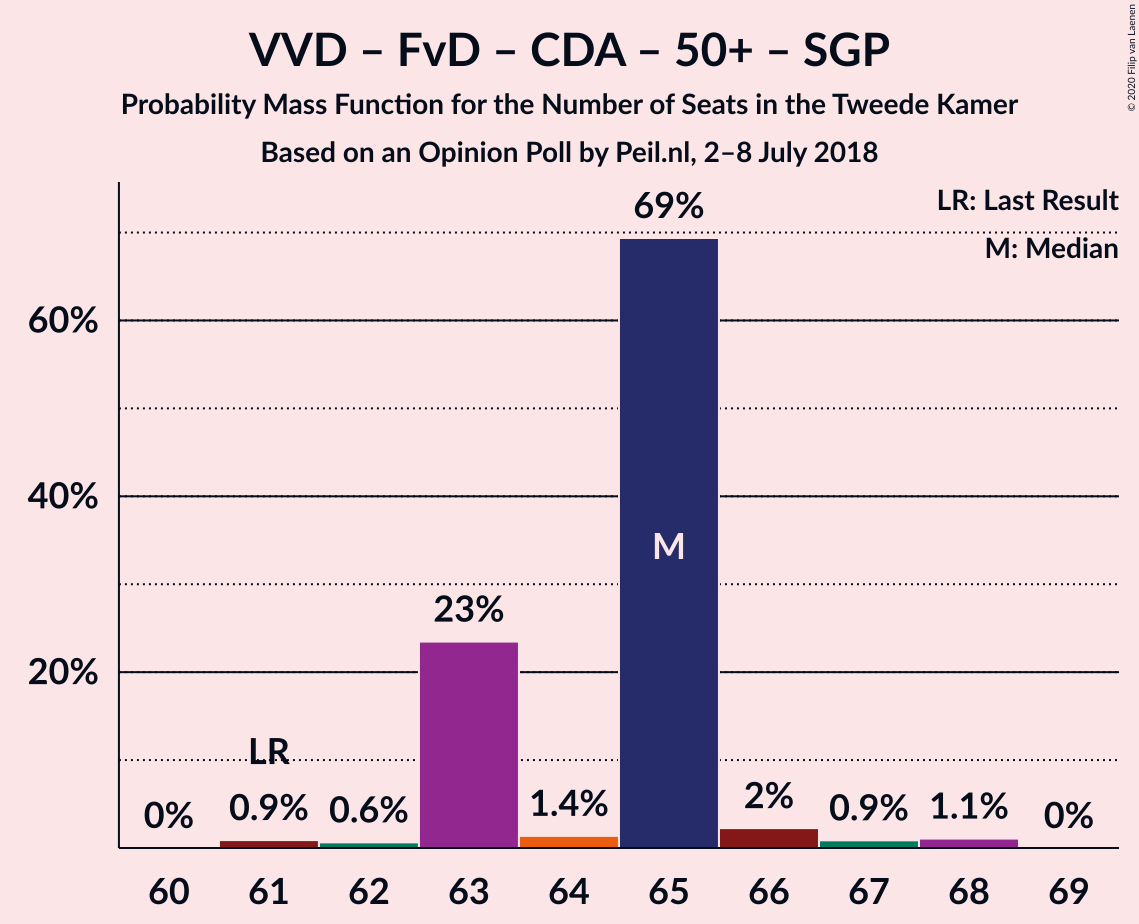 VVD – FvD – CDA – 50+ – SGP
Probability Mass Function for the Number of Seats in the Tweede Kamer
Based on an Opinion Poll by Peil.nl, 2–8 July 2018
© 2020 Filip van Laenen
LR: Last Result
M: Median
69%
60%
40%
M
23%
20%
LR
0% 0.9% 0.6% 1.4% 2% 0.9% 1.1% 0%
60 61 62 63 64 65 66 67 68 69